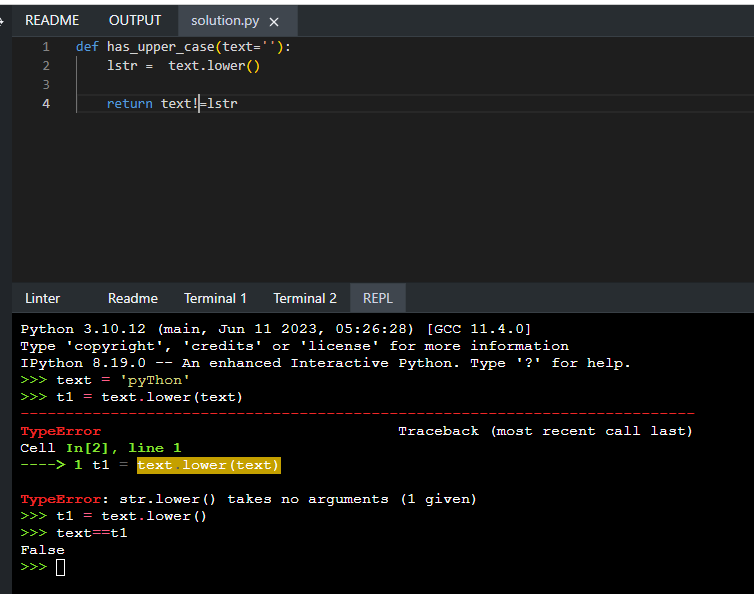 README OUTPUT solution.py ×
1 def has_upper_case(text=''):
2 lstr =  text.lower()
3
4 return text!=lstr
Linter Readme Terminal 1 Terminal 2 REPL
Python 3.10.12 (main, Jun 11 2023, 05:26:28) [GCC 11.4.0]
Type 'copyright', 'credits' or 'license' for more information
IPython 8.19.0 -- An enhanced Interactive Python. Type '?' for help.
>>> text = 'pyThon'
>>> t1 = text.lower(text)
---------------------------------------------------------------------------
TypeError                                 Traceback (most recent call last)
Cell In[2], line 1
----> 1 t1 = text.lower(text)
TypeError: str.lower() takes no arguments (1 given)
>>> t1 = text.lower()
>>> text==t1
False
>>>